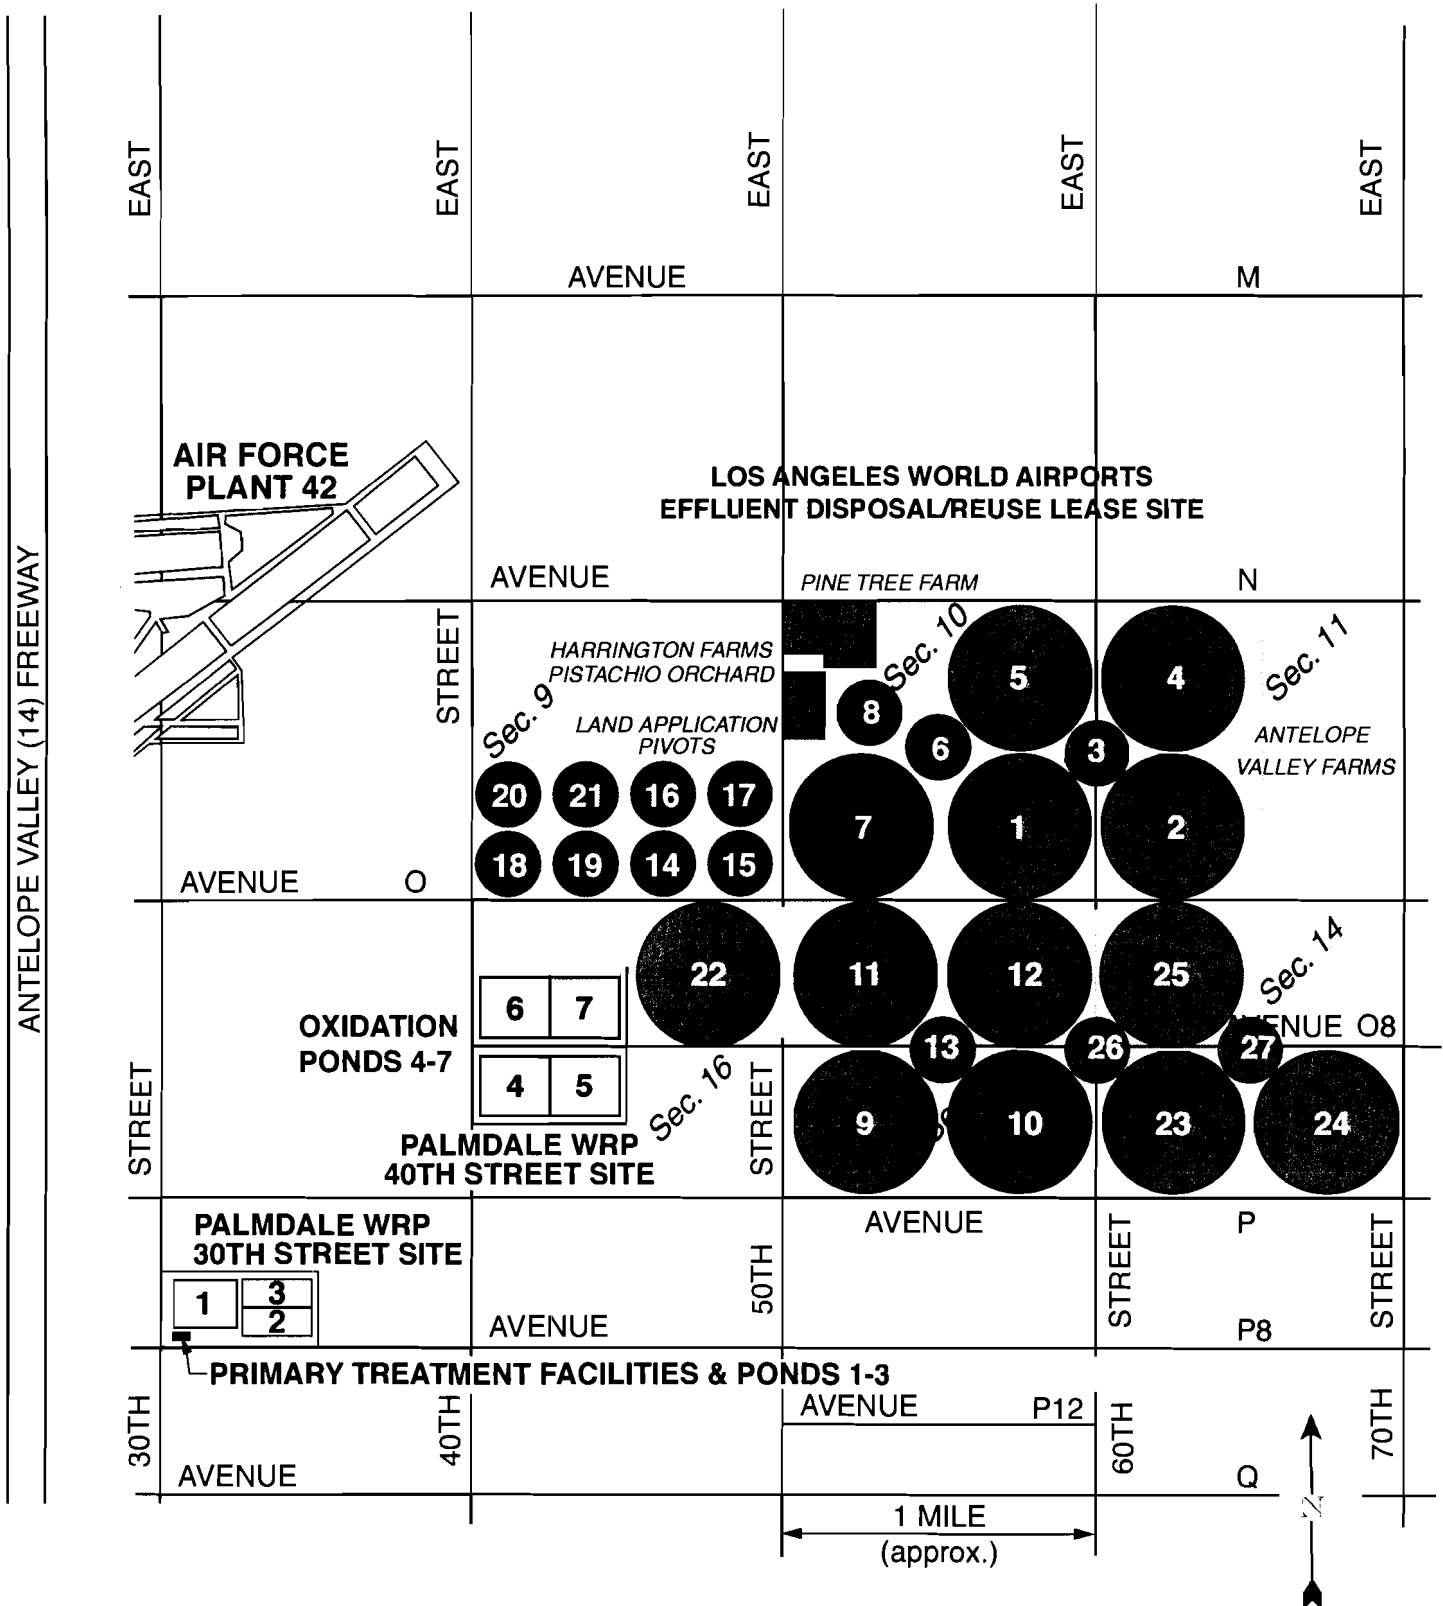 EAST
EAST
EAST
EAST
EAST
AVENUE M
AIR FORCE
PLANT 42
LOS ANGELES WORLD AIRPORTS
EFFLUENT DISPOSAL/REUSE LEASE SITE
ANTELOPE VALLEY (14) FREEWAY
AVENUE N
PINE TREE FARM
STREET
HARRINGTON FARMS
PISTACHIO ORCHARD
Sec. 9
Sec. 10
Sec. 11
5
4
8
6
3
LAND APPLICATION
PIVOTS
ANTELOPE
VALLEY FARMS
20 21 16 17
7 1 2
18 19 14 15
AVENUE O
22 11 12 25
Sec. 14
6 7
OXIDATION
PONDS 4-7
13 26 27
ENUE O8
4 5
Sec. 16
9 10 23 24
STREET
STREET
PALMDALE WRP
40TH STREET SITE
PALMDALE WRP
30TH STREET SITE
AVENUE P
1 3
2
50TH
STREET
STREET
AVENUE P8
PRIMARY TREATMENT FACILITIES & PONDS 1-3
AVENUE P12
30TH
40TH
60TH
70TH
AVENUE Q
1 MILE
(approx.)